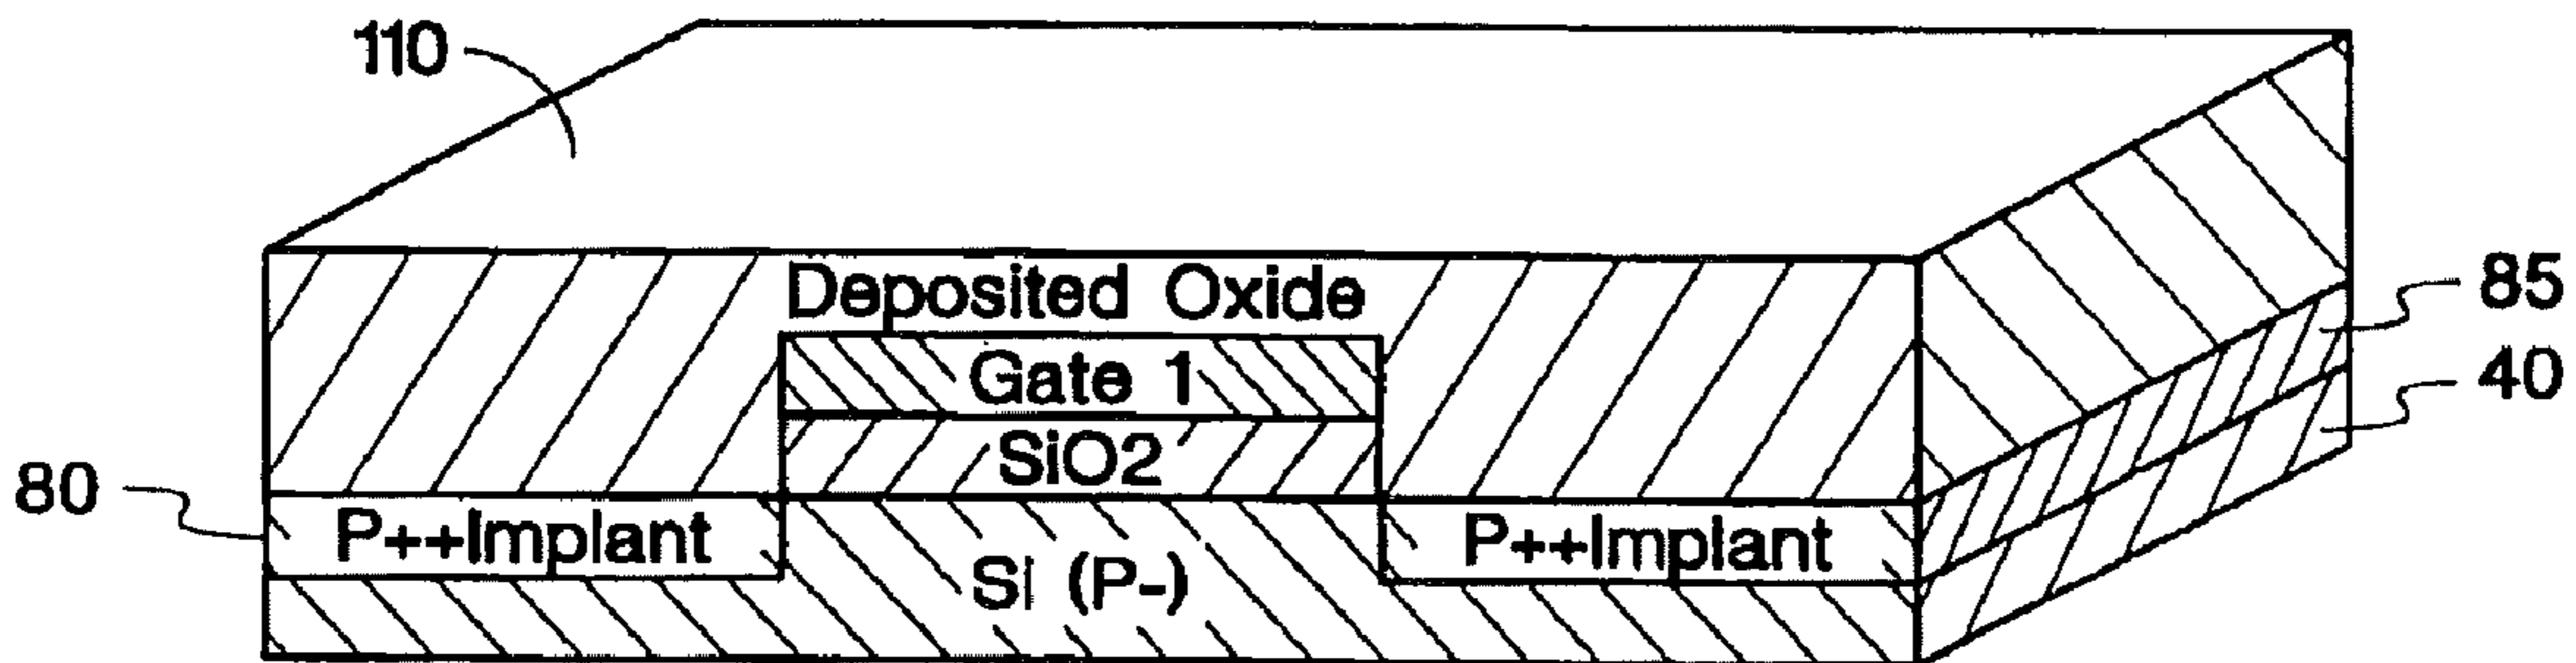 110
Deposited Oxide
85
Gate 1
40
SiO2
80
P++Implant
P++Implant
Si (P-)